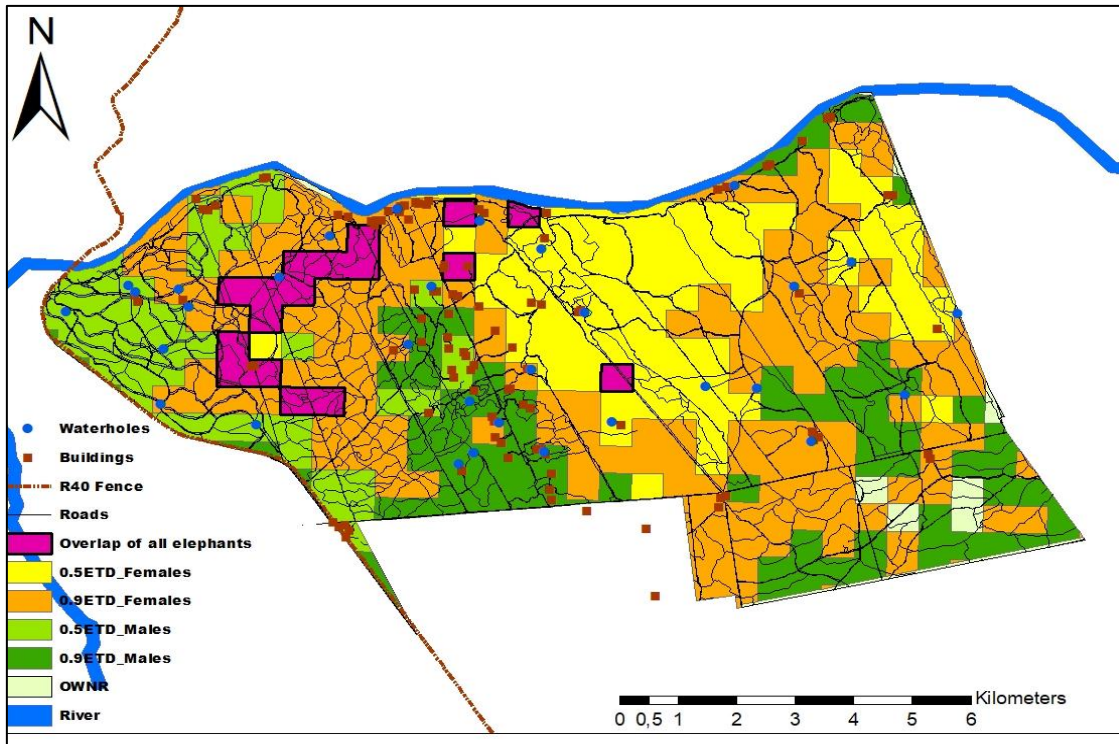 N
Waterholes
Buildings
R40 Fence
Roads
Overlap of all elephants
0.5ETD_Females
0.9ETD_Females
0.5ETD_Males
0.9ETD_Males
OWNR
River
Kilometers
0 0,5 1 2 3 4 5 6